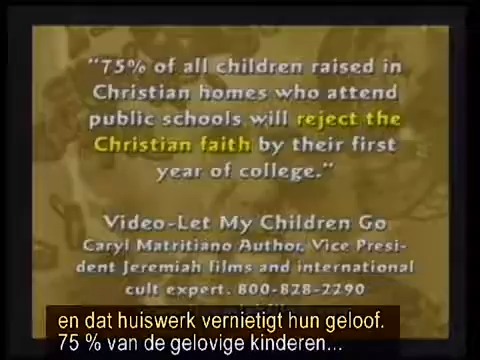 "75% of all children raised in
Christian homes who attend
public schools will reject the
Christian faith by their first
year of college."
Video-Let My Children Go
Caryl Matritiano Author, Vice Presi-
dent Jeremiah films and international
cult expert. 800-828-2290
en dat huiswerk vernietigt hun geloof.
75 % van de gelovige kinderen...